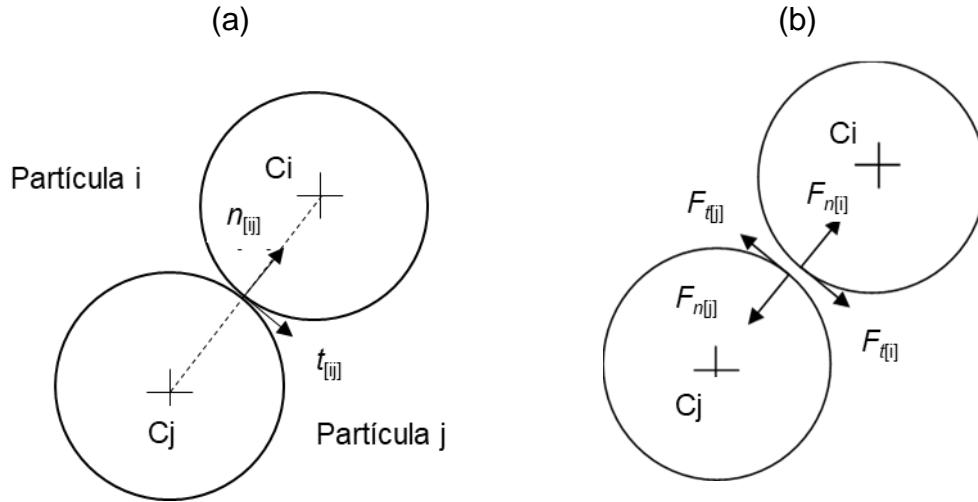 (a)
Ci
Partícula i
n[ij]
t[ij]
Cj
Partícula j
(b)
Ci
Fn[i]
Ft[j]
Fn[j]
Ft[i]
Cj